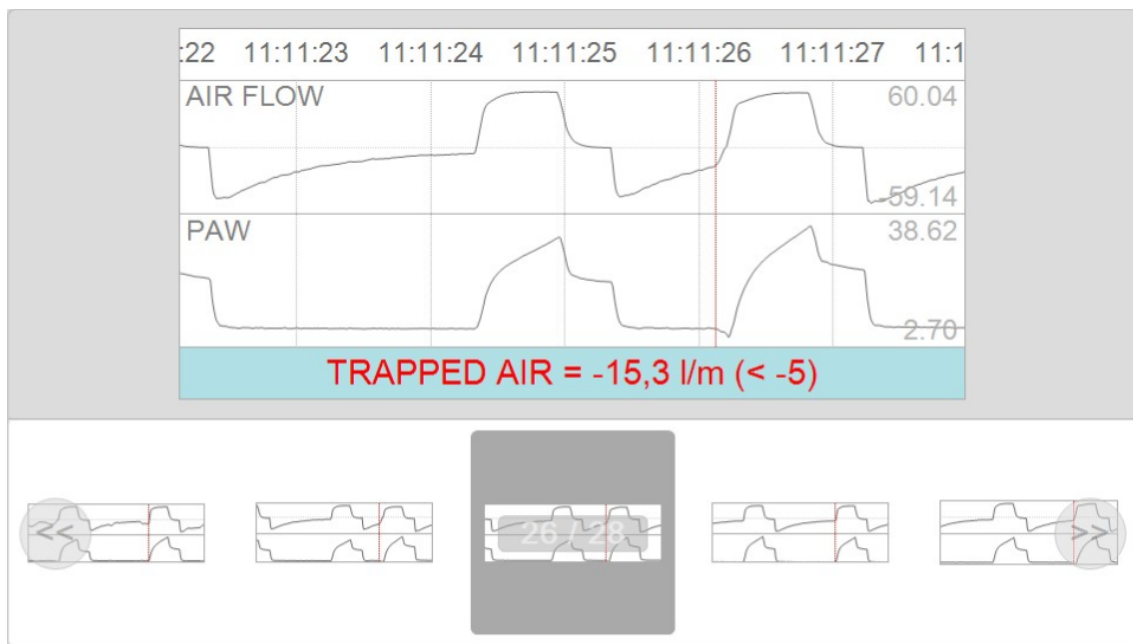 :22 11:11:23 11:11:24 11:11:25 11:11:26 11:11:27 11:1
AIR FLOW 60.04
-59.14
PAW 38.62
2.70
TRAPPED AIR = -15,3 l/m (< -5)
<< 26 / 28 >>